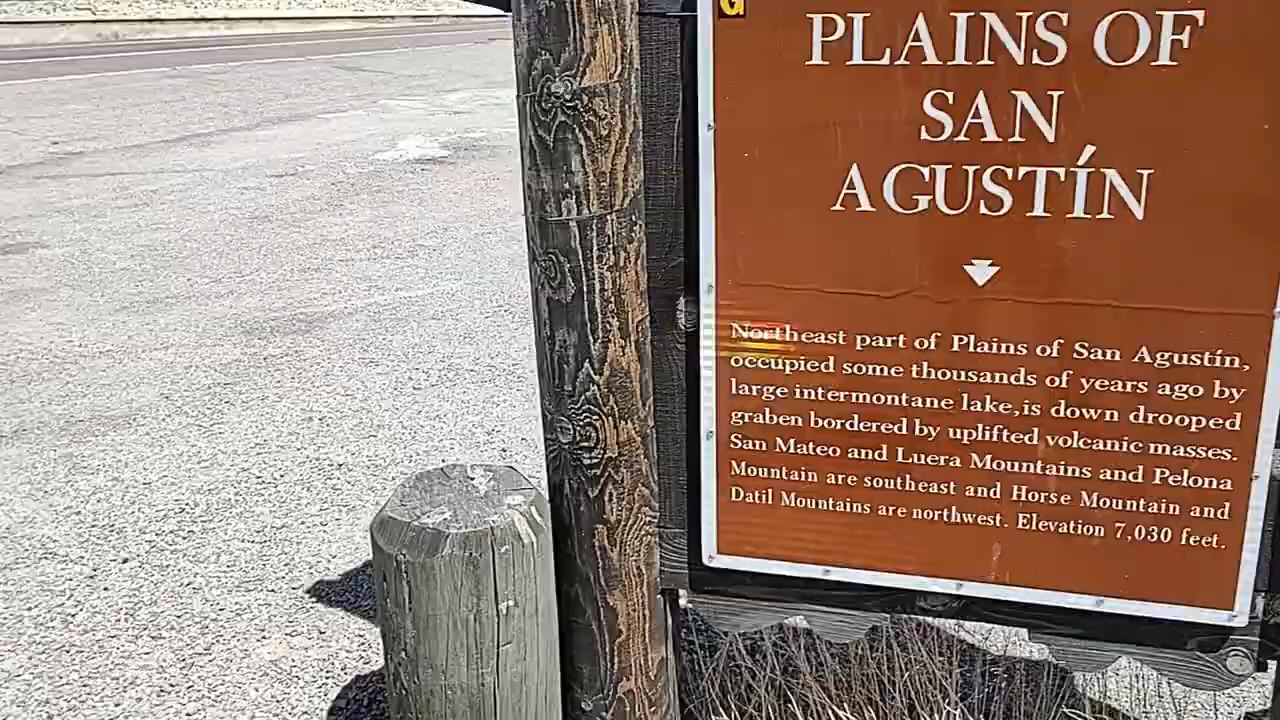 G
PLAINS OF
SAN
AGUSTÍN
Northeast part of Plains of San Agustín,
occupied some thousands of years ago by
large intermontane lake,is down drooped
graben bordered by uplifted volcanic masses.
San Mateo and Luera Mountains and Pelona
Mountain are southeast and Horse Mountain and
Datil Mountains are northwest. Elevation 7,030 feet.